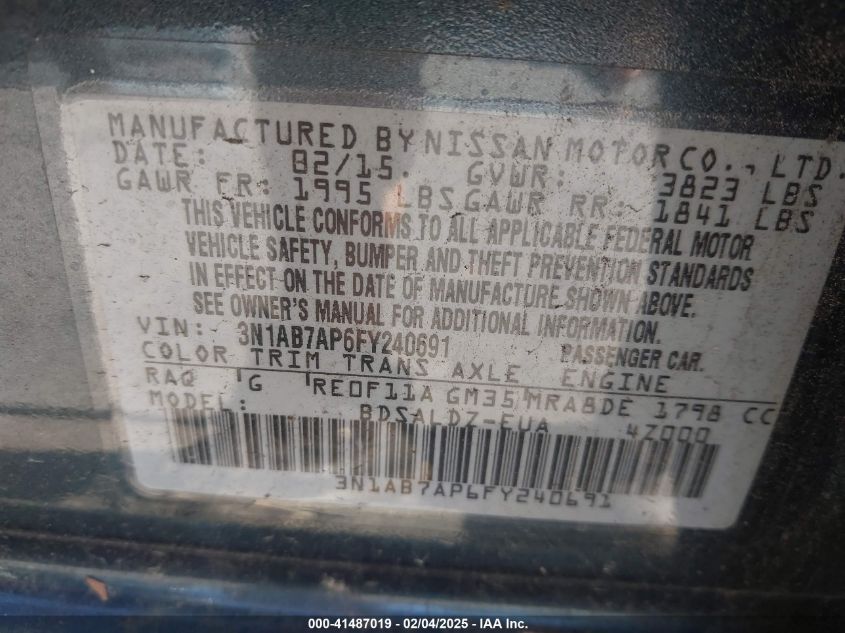 MANUFACTURED BY NISSAN MOTOR CO., LTD.
DATE: 02/15. GVWR: 3823 LBS
GAWR FR: 1995 LBS GAWR RR: 1841 LBS
THIS VEHICLE CONFORMS TO ALL APPLICABLE FEDERAL MOTOR
VEHICLE SAFETY, BUMPER AND THEFT PREVENTION STANDARDS
IN EFFECT ON THE DATE OF MANUFACTURE SHOWN ABOVE.
SEE OWNER'S MANUAL FOR ADDITIONAL INFORMATION.
VIN: 3N1AB7AP6FY240691 PASSENGER CAR.
COLOR TRIM TRANS AXLE ENGINE
RAQ G RE0F11A GM35 MRA8DE 1798 CC
MODEL: BDSALDZ-EUA 4Z000
3N1AB7AP6FY240691
000-41487019 | 02/04/2025 | IAA Inc.